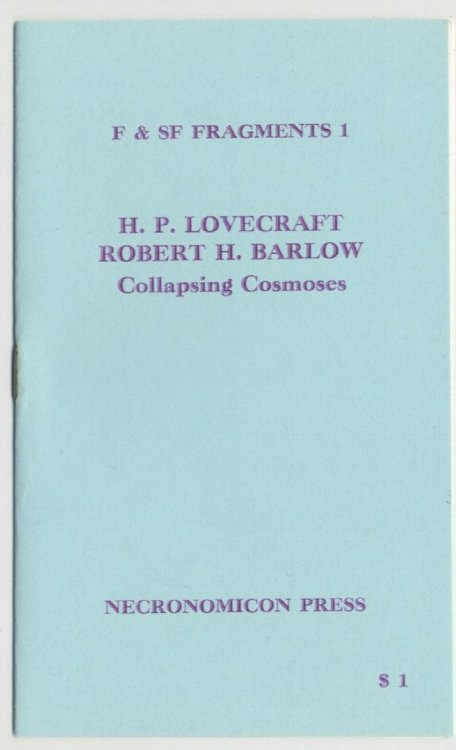 F & SF FRAGMENTS 1
H. P. LOVECRAFT
ROBERT H. BARLOW
Collapsing Cosmoses
NECRONOMICON PRESS
$ 1